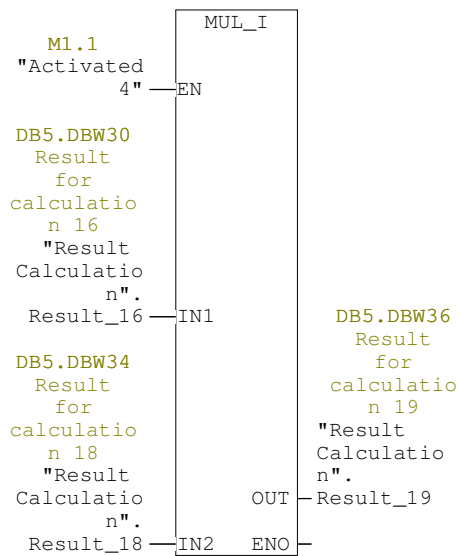 MUL_I
M1.1
"Activated
4"
EN
DB5.DBW30
Result
for
calculatio
n 16
"Result
Calculatio
n".
Result_16
IN1
DB5.DBW34
Result
for
calculatio
n 18
"Result
Calculatio
n".
Result_18
IN2
DB5.DBW36
Result
for
calculatio
n 19
"Result
Calculatio
n".
OUT
Result_19
ENO